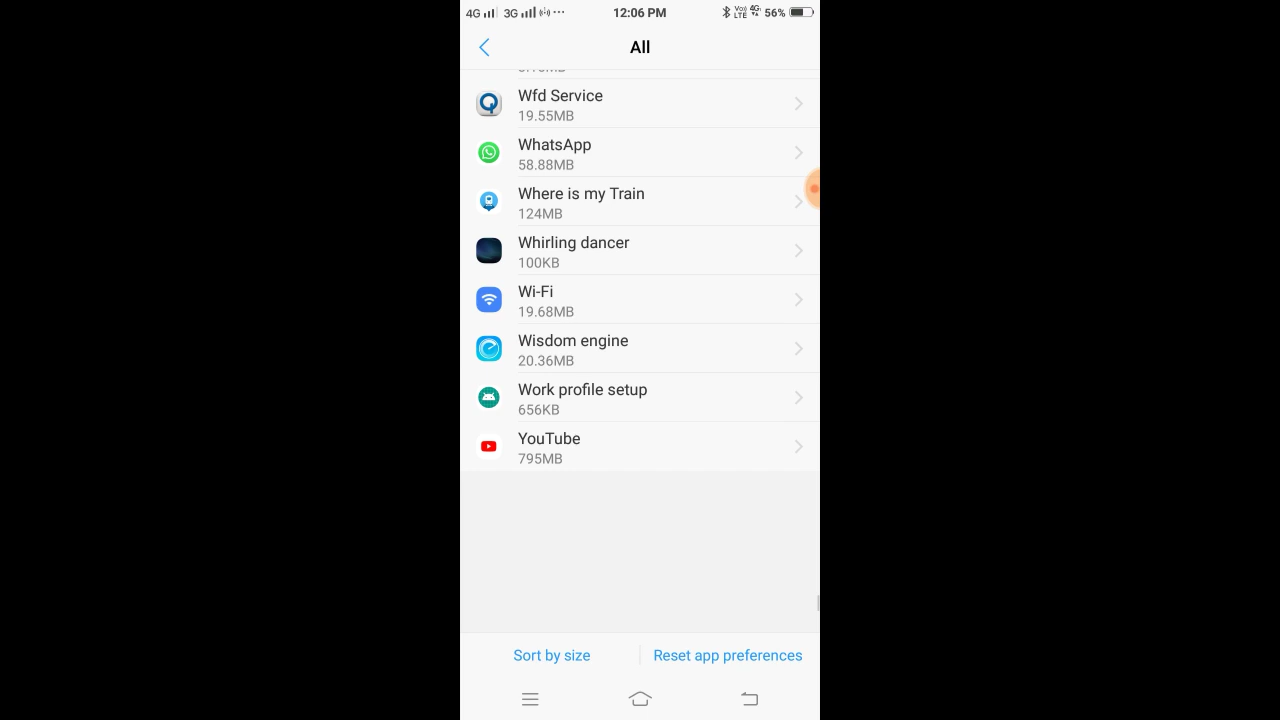 4G 3G 12:06 PM VoLTE 4G 56%
All
Wfd Service
19.55MB
WhatsApp
58.88MB
Where is my Train
124MB
Whirling dancer
100KB
Wi-Fi
19.68MB
Wisdom engine
20.36MB
Work profile setup
656KB
YouTube
795MB
Sort by size Reset app preferences